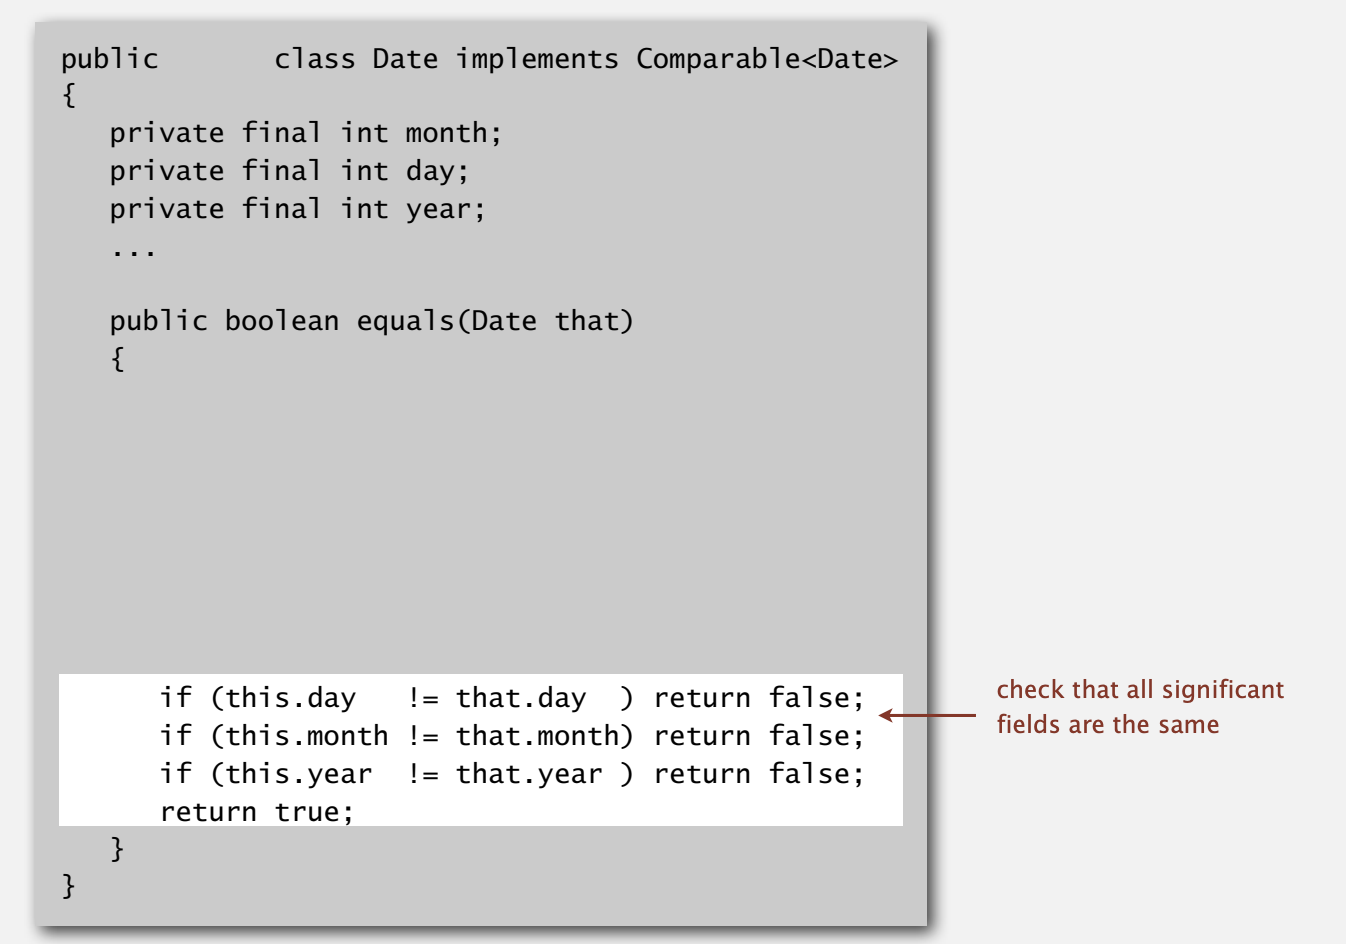 public       class Date implements Comparable<Date>
{
   private final int month;
   private final int day;
   private final int year;
   ...
   public boolean equals(Date that)
   {
      if (this.day   != that.day  ) return false;
      if (this.month != that.month) return false;
      if (this.year  != that.year ) return false;
      return true;
   }
}
check that all significant
fields are the same